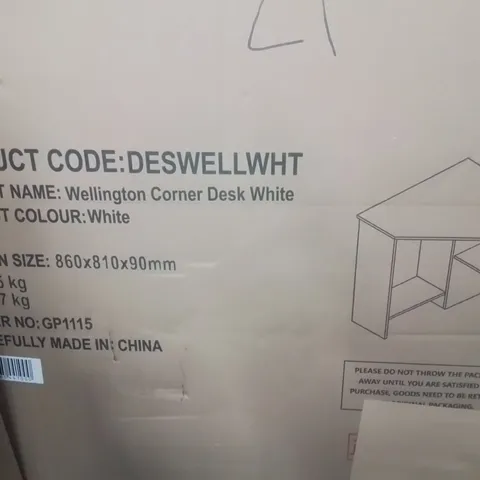 UCT CODE:DESWELLWHT
T NAME: Wellington Corner Desk White
T COLOUR:White
N SIZE: 860x810x90mm
5 kg
7 kg
ER NO:GP1115
EFULLY MADE IN: CHINA
PLEASE DO NOT THROW THE PAC
AWAY UNTIL YOU ARE SATISFIED
PURCHASE, GOODS NEED TO BE RET
PACKAGING.